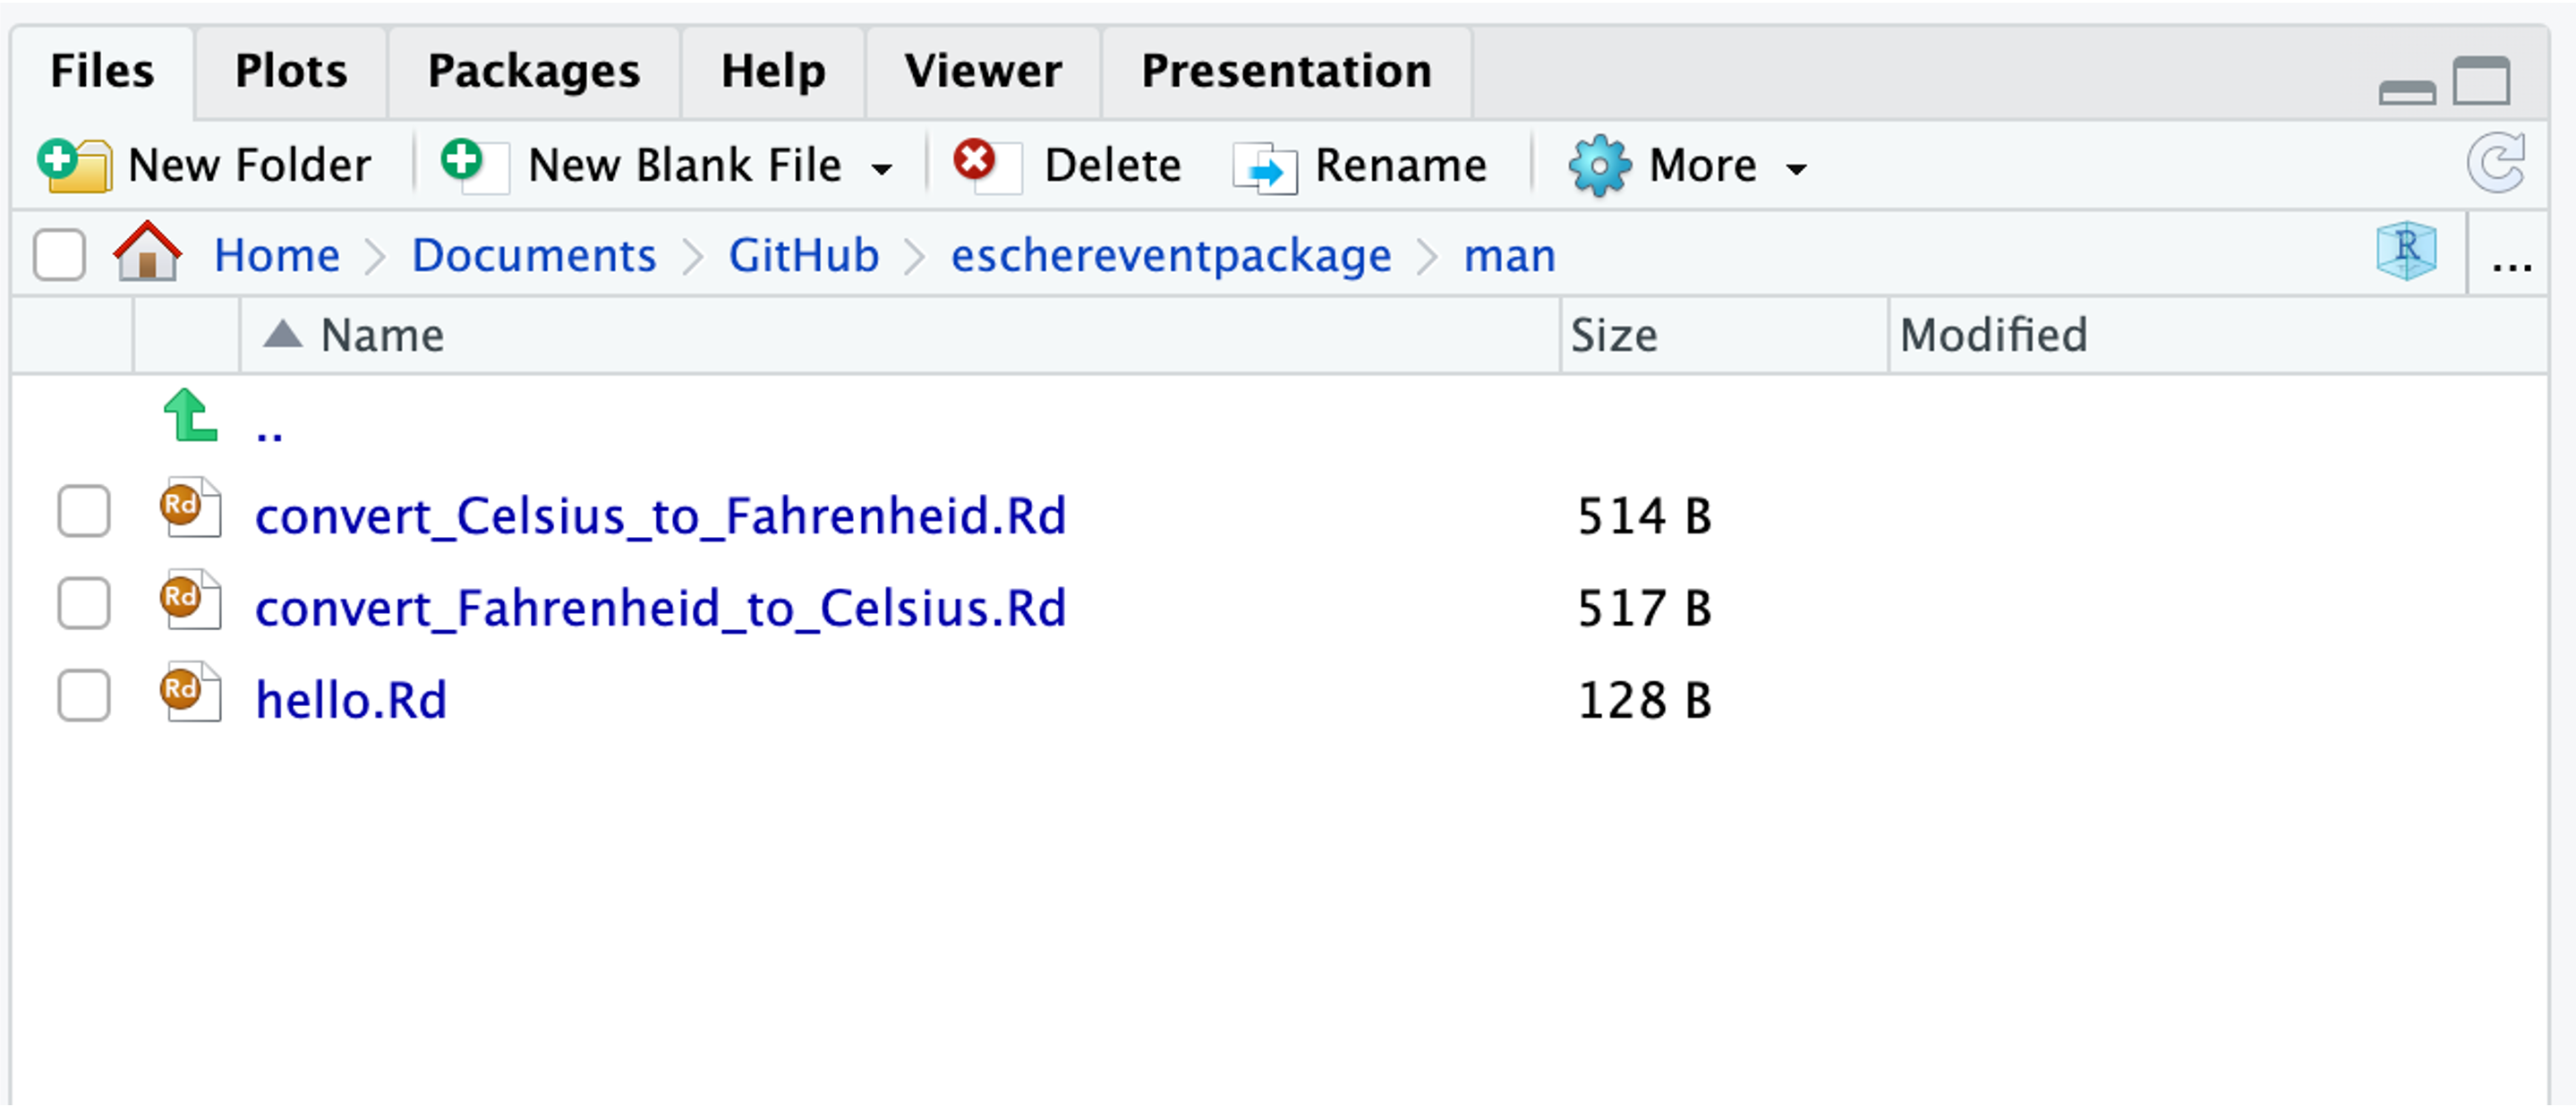 Files Plots Packages Help Viewer Presentation
New Folder New Blank File Delete Rename More
Home Documents GitHub eschereventpackage man R ...
Name Size Modified
..
Rd convert_Celsius_to_Fahrenheid.Rd 514 B
Rd convert_Fahrenheid_to_Celsius.Rd 517 B
Rd hello.Rd 128 B